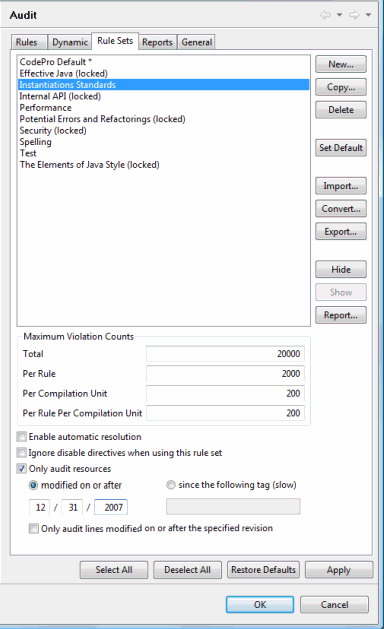 Audit
Rules Dynamic Rule Sets Reports General
CodePro Default *
Effective Java (locked)
Instantiations Standards
Internal API (locked)
Performance
Potential Errors and Refactorings (locked)
Security (locked)
Spelling
Test
The Elements of Java Style (locked)
New...
Copy...
Delete
Set Default
Import...
Convert...
Export...
Hide
Show
Report...
Maximum Violation Counts
Total 20000
Per Rule 2000
Per Compilation Unit 200
Per Rule Per Compilation Unit 200
Enable automatic resolution
Ignore disable directives when using this rule set
Only audit resources
modified on or after since the following tag (slow)
12 / 31 / 2007
Only audit lines modified on or after the specified revision
Select All Deselect All Restore Defaults Apply
OK Cancel